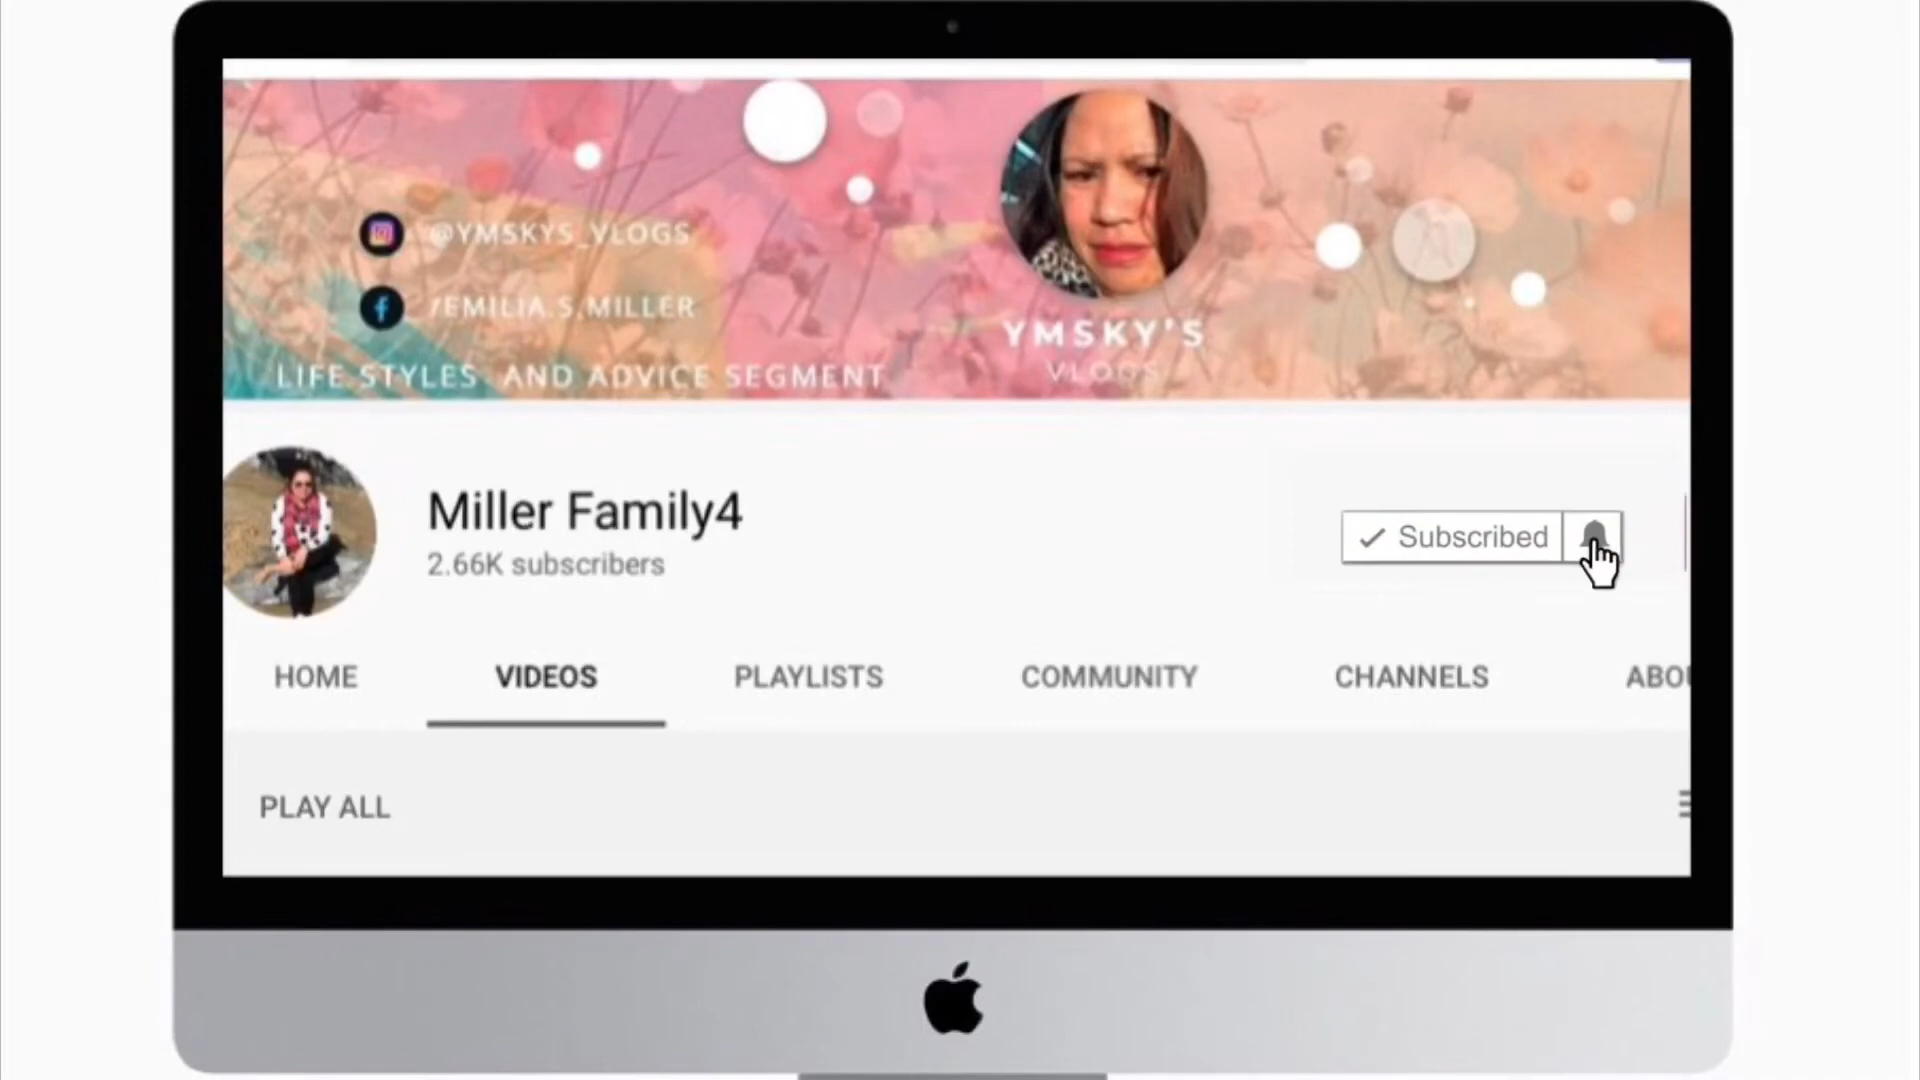 @YMSKYS_VLOGS
/EMILIA.S.MILLER
LIFE STYLES AND ADVICE SEGMENT
YMSKY'S
VLOGS
Miller Family4
2.66K subscribers
Subscribed
HOME VIDEOS PLAYLISTS COMMUNITY CHANNELS ABOU
PLAY ALL